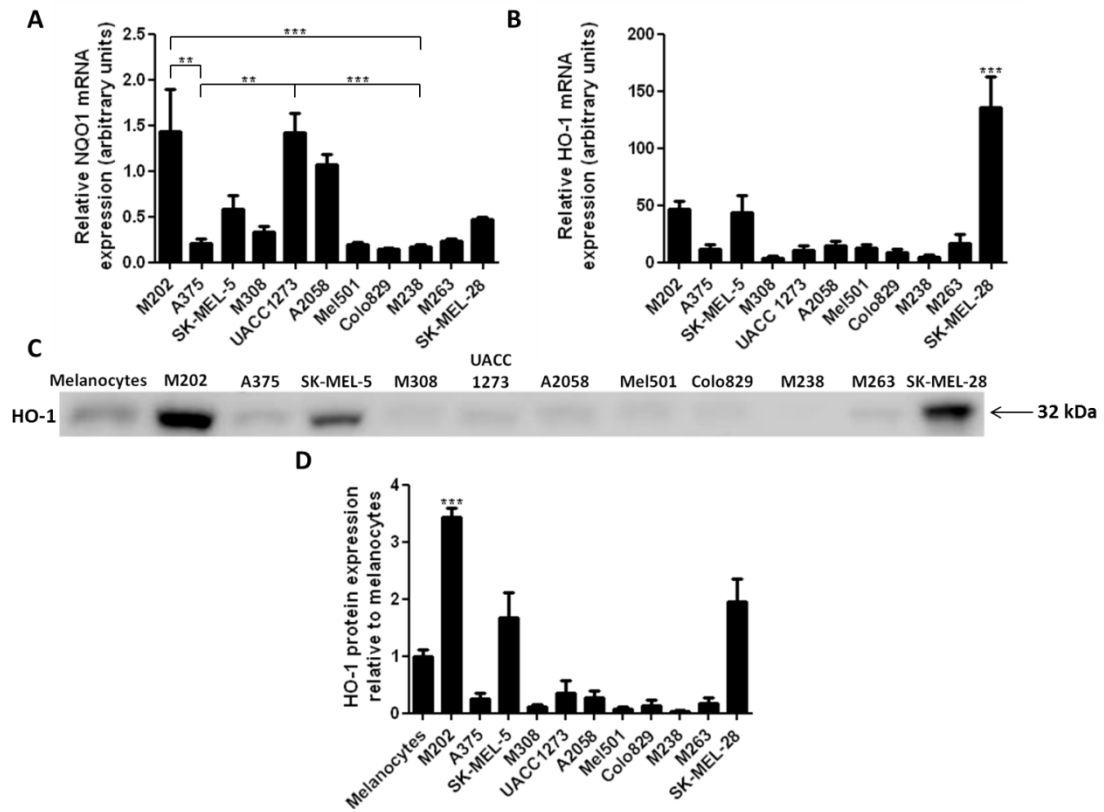 A
Relative NQO1 mRNA
expression (arbitrary units)
2.5
2.0
1.5
1.0
0.5
0.0
***
**
**
***
M202
A375
SK-MEL-5
M308
UACC1273
A2058
Mel501
Colo829
M238
M263
SK-MEL-28
B
Relative HO-1 mRNA
expression (arbitrary units)
200
150
100
50
0
***
M202
A375
SK-MEL-5
M308
UACC 1273
A2058
Mel501
Colo829
M238
M263
SK-MEL-28
C
Melanocytes M202 A375 SK-MEL-5 M308 UACC 1273 A2058 Mel501 Colo829 M238 M263 SK-MEL-28
HO-1
32 kDa
D
HO-1 protein expression
relative to melanocytes
4
3
2
1
0
***
Melanocytes
M202
A375
SK-MEL-5
M308
UACC1273
A2058
Mel501
Colo829
M238
M263
SK-MEL-28